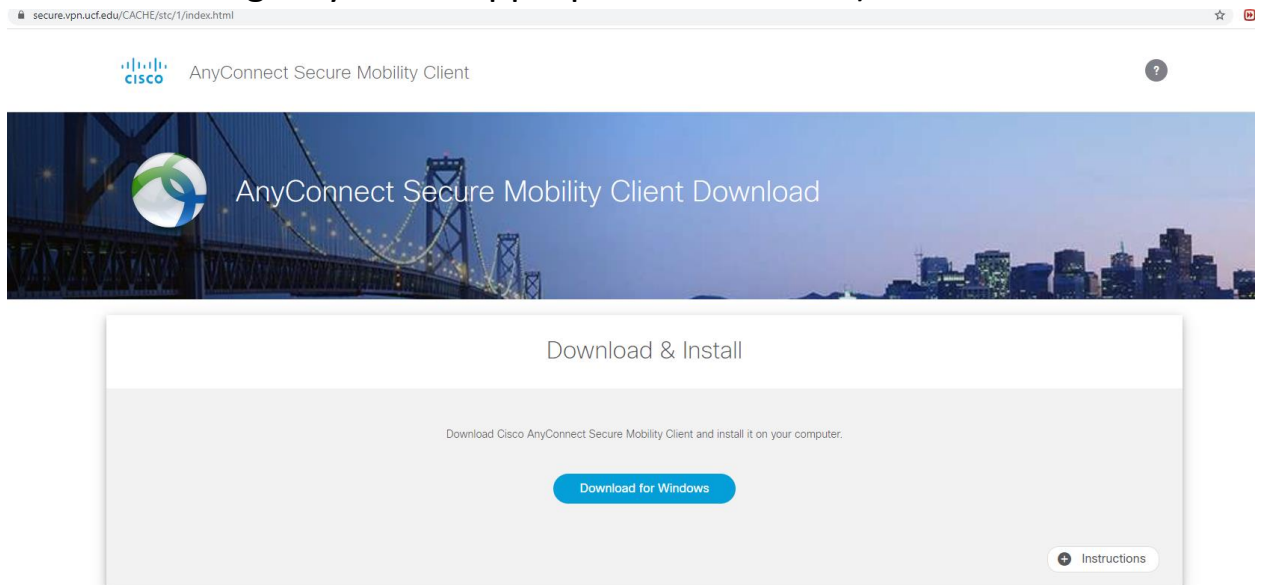 secure.vpn.ucf.edu/CACHE/stc/1/index.html
CISCO AnyConnect Secure Mobility Client ?
AnyConnect Secure Mobility Client Download
Download & Install
Download Cisco AnyConnect Secure Mobility Client and install it on your computer.
Download for Windows
Instructions